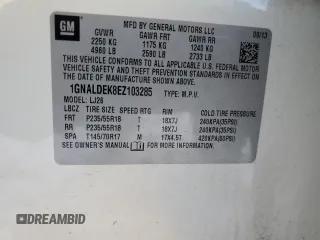 GM
MFD BY GENERAL MOTORS LLC
08/13
GVWR GAWR FRT GAWR RR
2250 KG 1175 KG 1240 KG
4960 LB 2590 LB 2733 LB
THIS VEHICLE CONFORMS TO ALL APPLICABLE U.S. FEDERAL MOTOR VEHICLE SAFETY AND THEFT PREVENTION STANDARDS IN EFFECT ON THE DATE OF MANUFACTURE SHOWN ABOVE.
1GNALDEK8EZ103285 TYPE: M.P.V.
MODEL: LJ26
LBCZ TIRE SIZE SPEED RTG RIM COLD TIRE PRESSURE
FRT P235/55R18 T 18X7J 240KPA(35PSI)
RR P235/55R18 T 18X7J 240KPA(35PSI)
SPA T145/70R17 M 17X4.5T 420KPA(60PSI)
SEE OWNER'S MANUAL FOR MORE INFORMATION.
DREAMBID